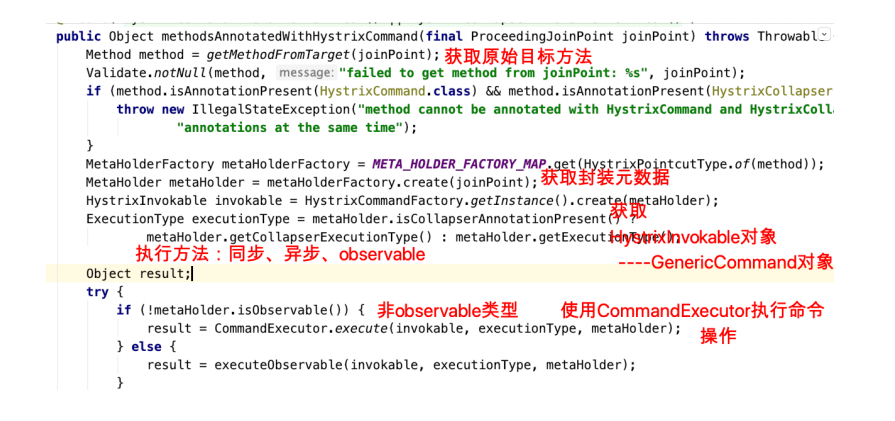 public Object methodsAnnotatedWithHystrixCommand(final ProceedingJoinPoint joinPoint) throws Throwabl
Method method = getMethodFromTarget(joinPoint); 获取原始目标方法
Validate.notNull(method, message: "failed to get method from joinPoint: %s", joinPoint);
if (method.isAnnotationPresent(HystrixCommand.class) && method.isAnnotationPresent(HystrixCollapser
throw new IllegalStateException("method cannot be annotated with HystrixCommand and HystrixColl
"annotations at the same time");
}
MetaHolderFactory metaHolderFactory = META_HOLDER_FACTORY_MAP.get(HystrixPointcutType.of(method));
MetaHolder metaHolder = metaHolderFactory.create(joinPoint); 获取封装元数据
HystrixInvokable invokable = HystrixCommandFactory.getInstance().create(metaHolder);
获取
ExecutionType executionType = metaHolder.isCollapserAnnotationPresent() ?
metaHolder.getCollapserExecutionType() : metaHolder.getExecutionType();
HystrixInvokable对象
执行方法：同步、异步、observable
----GenericCommand对象
Object result;
try {
if (!metaHolder.isObservable()) { 非observable类型 使用CommandExecutor执行命令
result = CommandExecutor.execute(invokable, executionType, metaHolder);
操作
} else {
result = executeObservable(invokable, executionType, metaHolder);
}